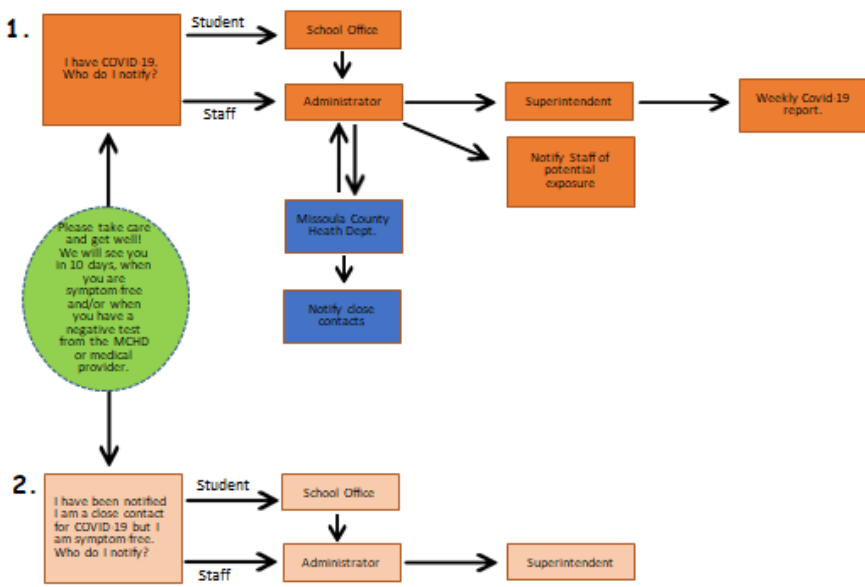 1.
I have COVID 19.
Who do I notify?
Student
Staff
School Office
Administrator
Superintendent
Weekly Covid-19
report.
Notify Staff of
potential
exposure
Missoula County
Heath Dept.
Notify close
contacts
Please take care
and get well!
We will see you
in 10 days, when
you are
symptom free
and/or when
you have a
negative test
from the MCHD
or medical
provider.
2.
I have been notified
I am a close contact
for COVID-19 but I
am symptom-free.
Who do I notify?
Student
Staff
School Office
Administrator
Superintendent